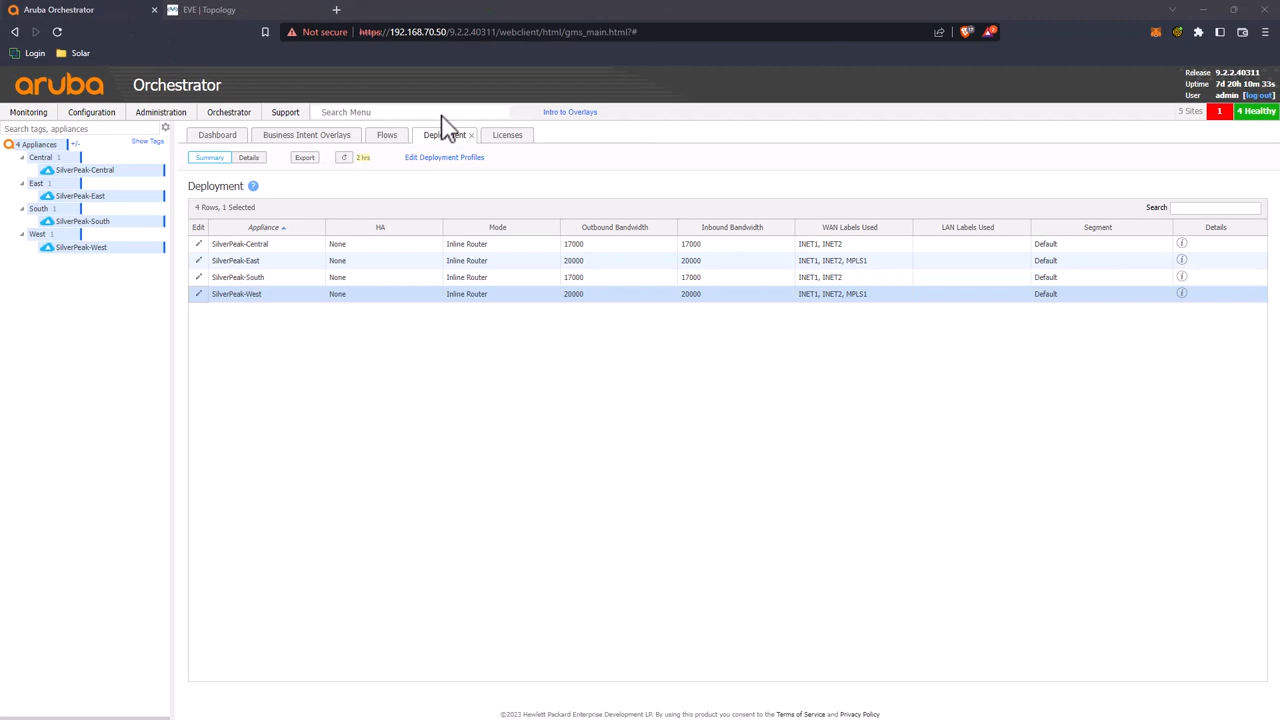 Aruba Orchestrator
EVE | Topology
Not secure
https://192.168.70.50/9.2.2.40311/webclient/html/gms_main.html?#
Login
Solar
aruba
Orchestrator
Release 9.2.2.40311
Uptime 7d 20h 10m 33s
User admin [log out]
Monitoring
Configuration
Administration
Orchestrator
Support
Search Menu
Intro to Overlays
5 Sites
1
4 Healthy
Search tags, appliances
4 Appliances +/-
Show Tags
Central 1
SilverPeak-Central
East 1
SilverPeak-East
South 1
SilverPeak-South
West 1
SilverPeak-West
Dashboard
Business Intent Overlays
Flows
Deployment
Licenses
Summary
Details
Export
2 hrs
Edit Deployment Profiles
Deployment ?
4 Rows, 1 Selected
Search
Edit Appliance HA Mode Outbound Bandwidth Inbound Bandwidth WAN Labels Used LAN Labels Used Segment Details
SilverPeak-Central None Inline Router 17000 17000 INET1, INET2 Default
SilverPeak-East None Inline Router 20000 20000 INET1, INET2, MPLS1 Default
SilverPeak-South None Inline Router 17000 17000 INET1, INET2 Default
SilverPeak-West None Inline Router 20000 20000 INET1, INET2, MPLS1 Default
©2023 Hewlett Packard Enterprise Development LP. By using this product you consent to the Terms of Service and Privacy Policy